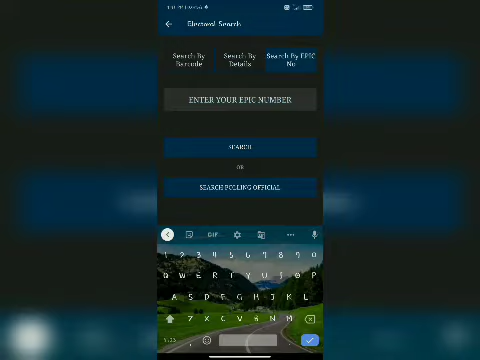 Electoral Search
Search By Barcode
Search By Details
Search By EPIC No
ENTER YOUR EPIC NUMBER
SEARCH
OR
SEARCH POLLING OFFICIAL
GIF
1 2 3 4 5 6 7 8 9 0
Q W E R T Y U I O P
A S D F G H J K L
Z X C V B N M